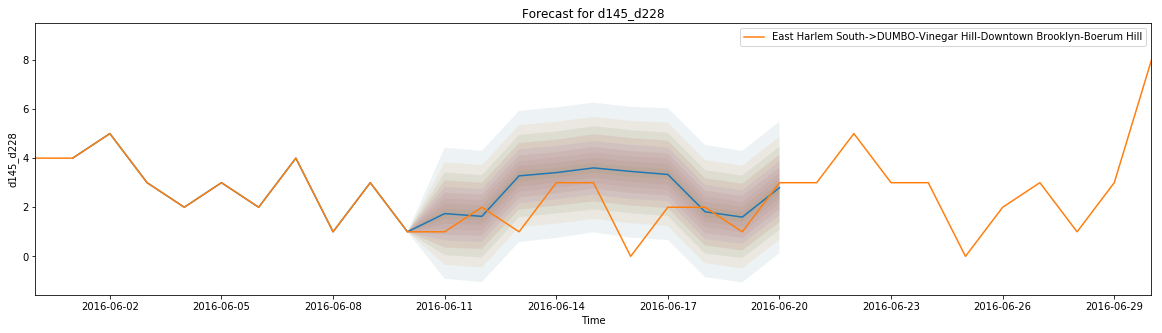 Forecast for d145_d228
East Harlem South->DUMBO-Vinegar Hill-Downtown Brooklyn-Boerum Hill
8
6
4
2
0
d145_d228
2016-06-02 2016-06-05 2016-06-08 2016-06-11 2016-06-14 2016-06-17 2016-06-20 2016-06-23 2016-06-26 2016-06-29
Time